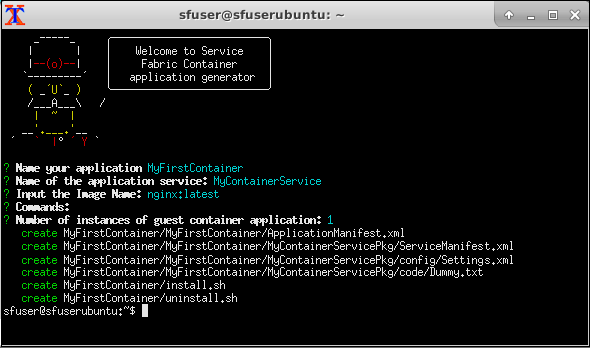 sfuser@sfuserubuntu: ~
Welcome to Service
Fabric Container
application generator
? Name your application MyFirstContainer
? Name of the application service: MyContainerService
? Input the Image Name: nginx:latest
? Commands:
? Number of instances of guest container application: 1
create MyFirstContainer/MyFirstContainer/ApplicationManifest.xml
create MyFirstContainer/MyFirstContainer/MyContainerServicePkg/ServiceManifest.xml
create MyFirstContainer/MyFirstContainer/MyContainerServicePkg/config/Settings.xml
create MyFirstContainer/MyFirstContainer/MyContainerServicePkg/code/Dummy.txt
create MyFirstContainer/install.sh
create MyFirstContainer/uninstall.sh
sfuser@sfuserubuntu:~$